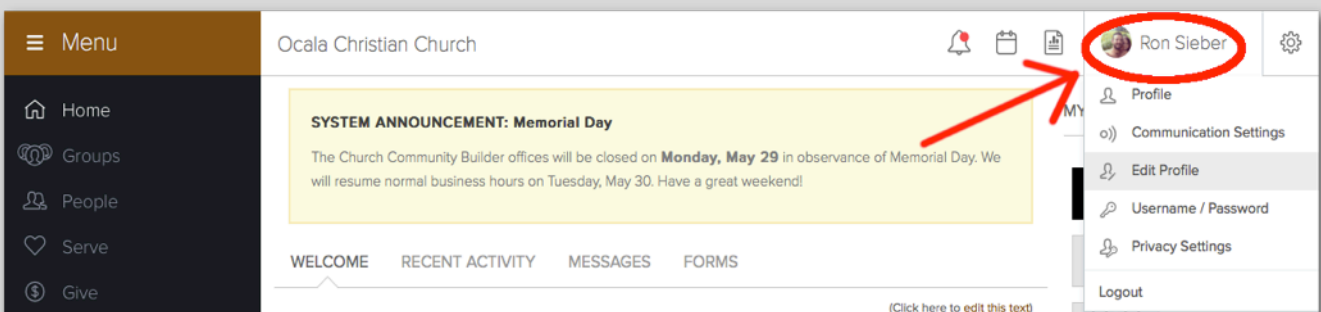 Menu
Ocala Christian Church
Ron Sieber
Home
Groups
People
Serve
Give
SYSTEM ANNOUNCEMENT: Memorial Day
The Church Community Builder offices will be closed on Monday, May 29 in observance of Memorial Day. We
will resume normal business hours on Tuesday, May 30. Have a great weekend!
WELCOME RECENT ACTIVITY MESSAGES FORMS
(Click here to edit this text)
MY
Profile
Communication Settings
Edit Profile
Username / Password
Privacy Settings
Logout